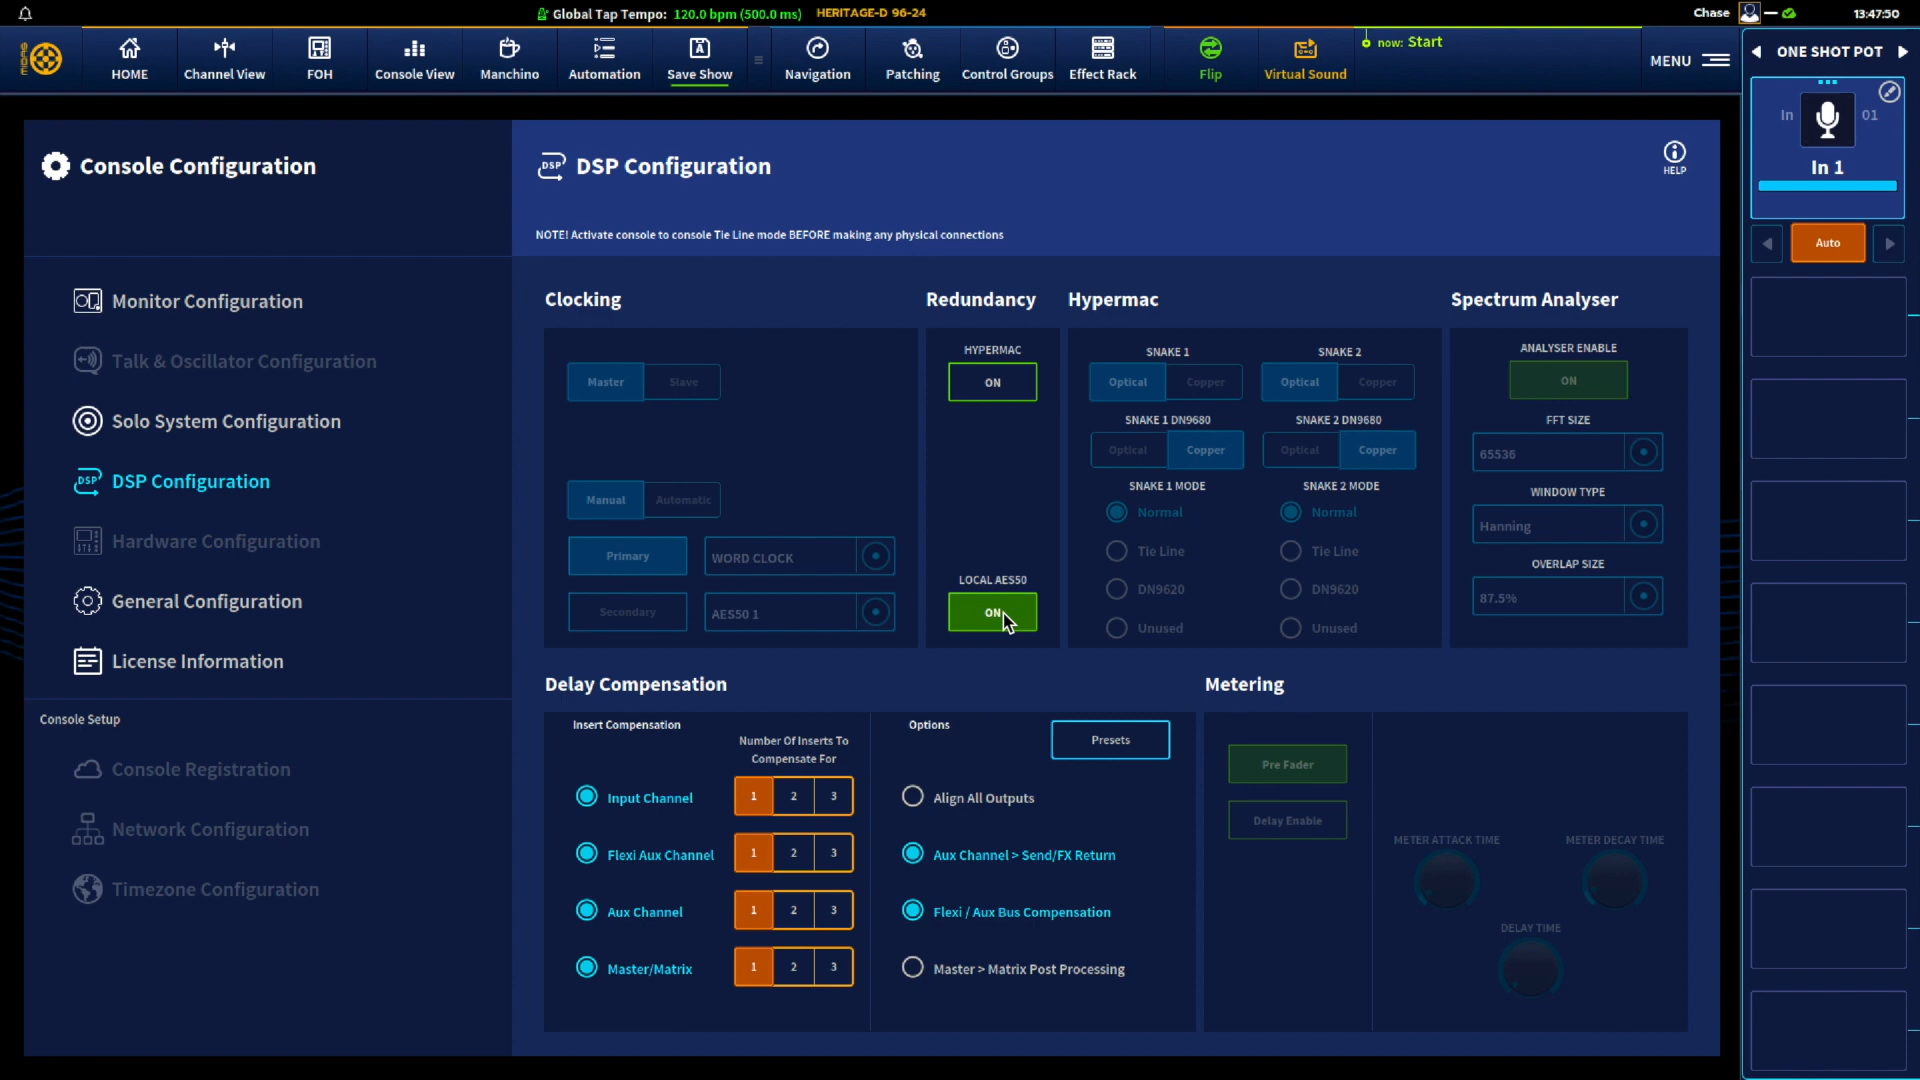 Global Tap Tempo: 120.0 bpm (500.0 ms)
HERITAGE-D 96-24
Chase
13:47:50
MIDAS
HOME
Channel View
FOH
Console View
Manchino
Automation
Save Show
Navigation
Patching
Control Groups
Effect Rack
Flip
Virtual Sound
now: Start
MENU
ONE SHOT POT
In 01
In 1
Auto
Console Configuration
Monitor Configuration
Talk & Oscillator Configuration
Solo System Configuration
DSP
DSP Configuration
Hardware Configuration
General Configuration
License Information
Console Setup
Console Registration
Network Configuration
Timezone Configuration
DSP
DSP Configuration
HELP
NOTE! Activate console to console Tie Line mode BEFORE making any physical connections
Clocking
Master Slave
Manual Automatic
Primary WORD CLOCK
Secondary AES50 1
Redundancy
HYPERMAC
ON
LOCAL AES50
ON
Hypermac
SNAKE 1 SNAKE 2
Optical Copper Optical Copper
SNAKE 1 DN9680 SNAKE 2 DN9680
Optical Copper Optical Copper
SNAKE 1 MODE SNAKE 2 MODE
Normal Normal
Tie Line Tie Line
DN9620 DN9620
Unused Unused
Spectrum Analyser
ANALYSER ENABLE
ON
FFT SIZE
65536
WINDOW TYPE
Hanning
OVERLAP SIZE
87.5%
Delay Compensation
Insert Compensation
Number Of Inserts To
Compensate For
Input Channel 1 2 3
Flexi Aux Channel 1 2 3
Aux Channel 1 2 3
Master/Matrix 1 2 3
Options
Presets
Align All Outputs
Aux Channel > Send/FX Return
Flexi / Aux Bus Compensation
Master > Matrix Post Processing
Metering
Pre Fader
Delay Enable
METER ATTACK TIME METER DECAY TIME
DELAY TIME